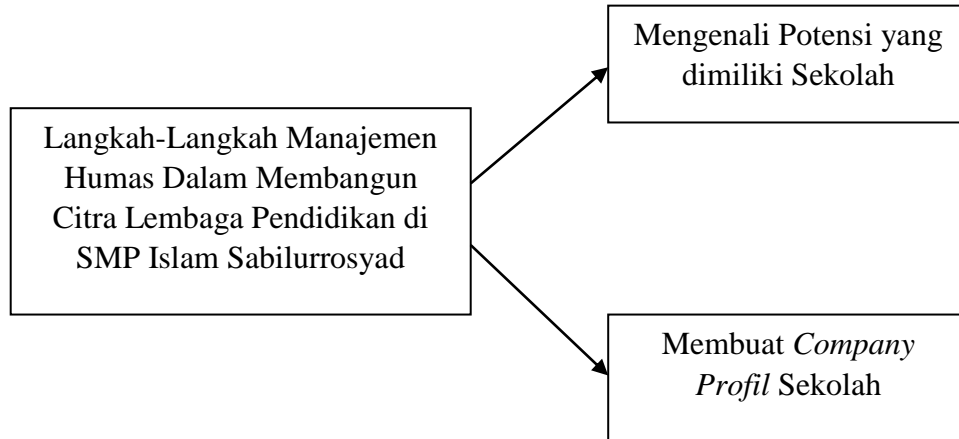 Mengenali Potensi yang
dimiliki Sekolah
Langkah-Langkah Manajemen
Humas Dalam Membangun
Citra Lembaga Pendidikan di
SMP Islam Sabilurrosyad
Membuat Company
Profil Sekolah